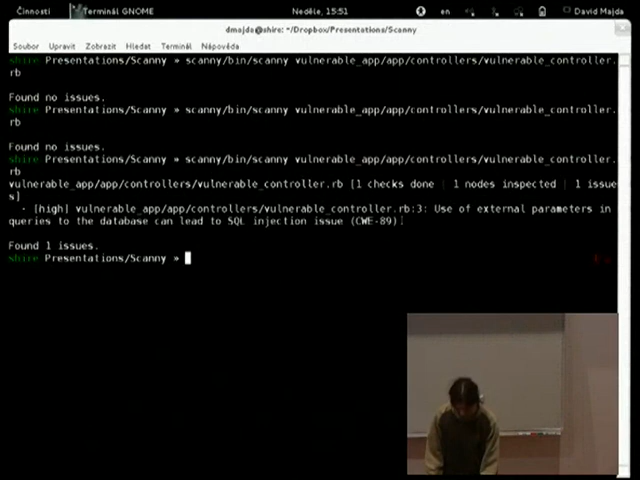 Činnosti Terminál GNOME Neděle, 15:51 en David Majda
dmajda@shire: ~/Dropbox/Presentations/Scanny
Soubor Upravit Zobrazit Hledat Terminál Nápověda
shire Presentations/Scanny » scanny/bin/scanny vulnerable_app/app/controllers/vulnerable_controller.
rb
Found no issues.
shire Presentations/Scanny » scanny/bin/scanny vulnerable_app/app/controllers/vulnerable_controller.
rb
Found no issues.
shire Presentations/Scanny » scanny/bin/scanny vulnerable_app/app/controllers/vulnerable_controller.
rb
vulnerable_app/app/controllers/vulnerable_controller.rb [1 checks done | 1 nodes inspected | 1 issue
s]
- [high] vulnerable_app/app/controllers/vulnerable_controller.rb:3: Use of external parameters in
queries to the database can lead to SQL injection issue (CWE-89)
Found 1 issues.
shire Presentations/Scanny »